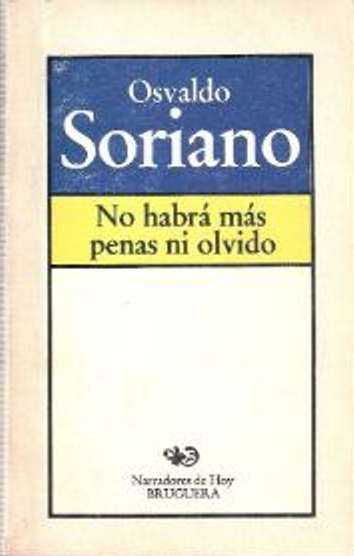 Osvaldo
Soriano
No habrá más
penas ni olvido
Narradores de Hoy
BRUGUERA